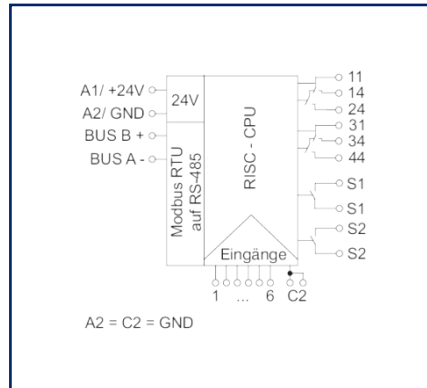 A1/ +24V
A2/ GND
BUS B +
BUS A -
24V
Modbus RTU
auf RS-485
RISC - CPU
Eingänge
11
14
24
31
34
44
S1
S1
S2
S2
1 ... 6 C2
A2 = C2 = GND